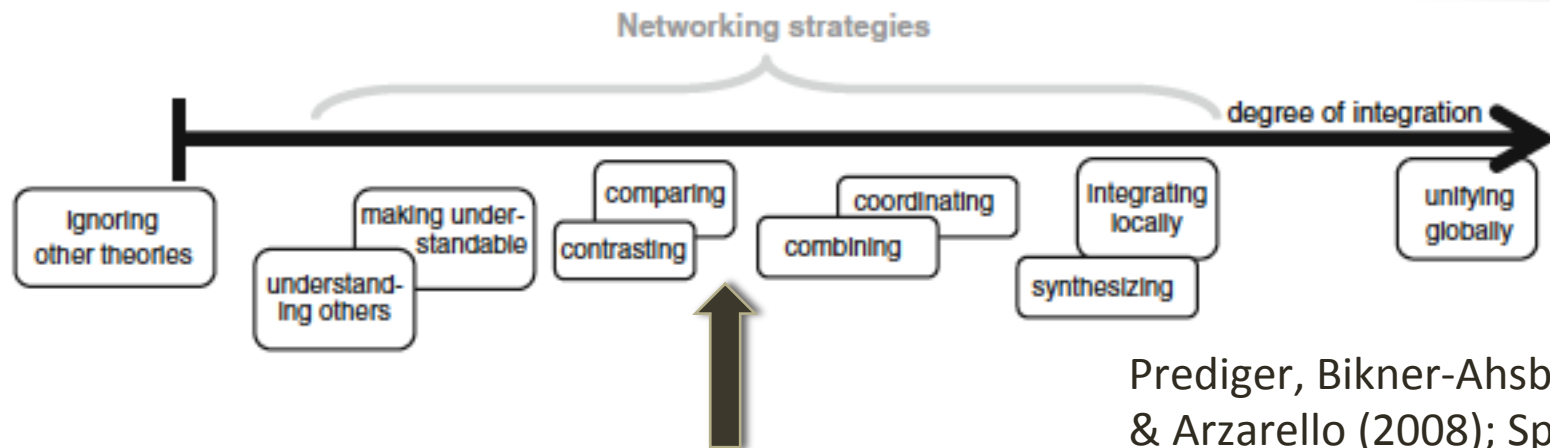 Networking strategies
degree of integration
ignoring
other theories
understand-
ing others
making under-
standable
contrasting
comparing
combining
coordinating
synthesizing
integrating
locally
unifying
globally
Prediger, Bikner-Ahsb
& Arzarello (2008); Sp